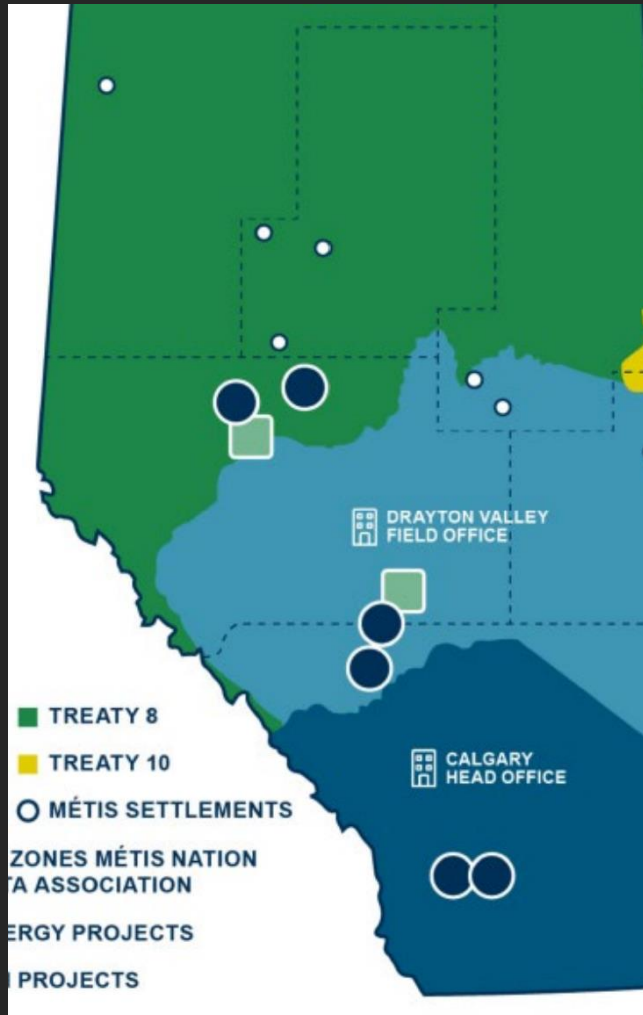 DRAYTON VALLEY
FIELD OFFICE
TREATY 8
TREATY 10
CALGARY
HEAD OFFICE
MÉTIS SETTLEMENTS
ZONES MÉTIS NATION
TA ASSOCIATION
ERGY PROJECTS
PROJECTS